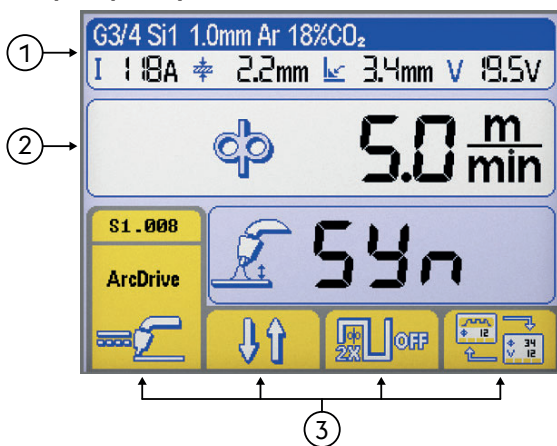 G3/4 Si1 1.0mm Ar 18%CO₂
1
I 118A 2.2mm 3.4mm V 19.5V
2
5.0 m/min
S1.008
Syn
ArcDrive
2X OFF
12
34
V 12
3